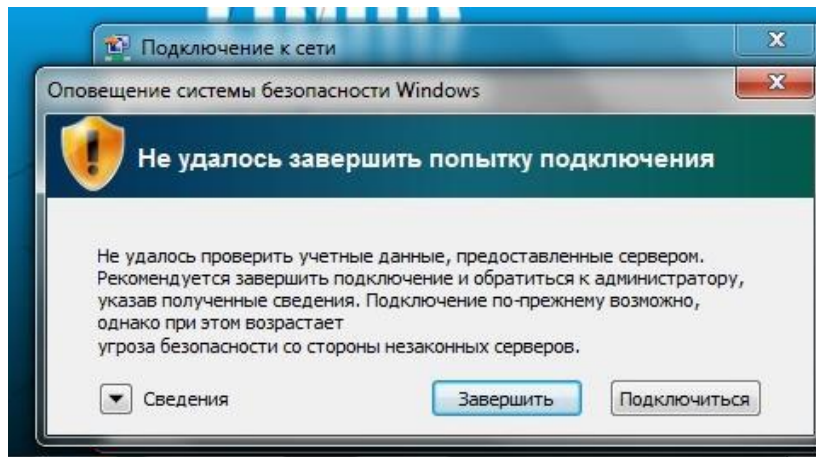 Подключение к сети
Оповещение системы безопасности Windows
Не удалось завершить попытку подключения
Не удалось проверить учетные данные, предоставленные сервером.
Рекомендуется завершить подключение и обратиться к администратору,
указав полученные сведения. Подключение по-прежнему возможно,
однако при этом возрастает
угроза безопасности со стороны незаконных серверов.
Сведения
Завершить
Подключиться